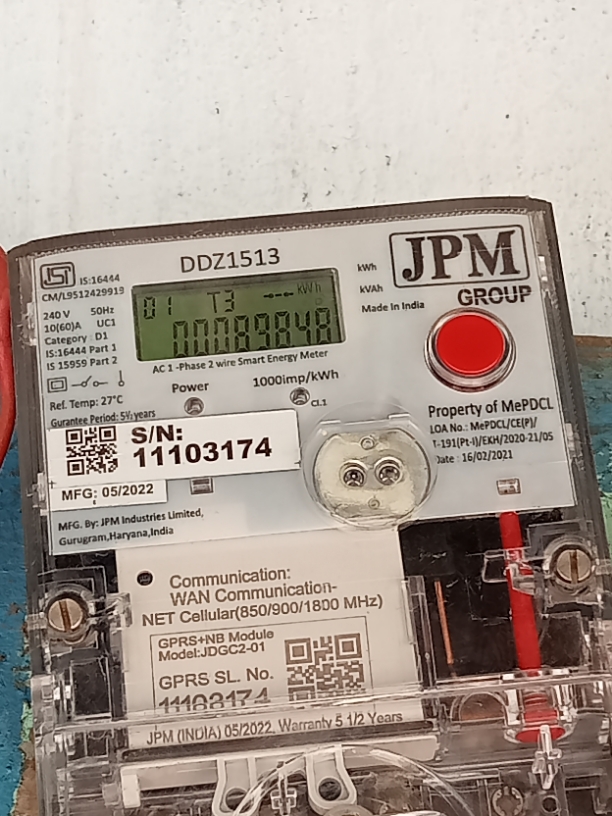 DDZ1513
IS:16444
CM/L9512429919
240 V 50Hz
10(60)A UC1
Category : D1
IS:16444 Part 1
IS 15959 Part 2
Ref. Temp: 27°C
Gurantee Period: 5½ years
01 T3 kWh
00089848
AC 1 -Phase 2 wire Smart Energy Meter
Power
1000imp/kWh
CL1
kWh
kVAh
Made In India
JPM
GROUP
Property of MePDCL
LOA No.: MePDCL/CE(P)/
T-191(Pt-I)/EKH/2020-21/05
Date : 16/02/2021
S/N:
11103174
MFG: 05/2022
MFG. By: JPM Industries Limited,
Gurugram,Haryana,India
Communication:
WAN Communication-
NET Cellular(850/900/1800 MHz)
GPRS+NB Module
Model:JDGC2-01
GPRS SL. No.
11103174
JPM (INDIA) 05/2022, Warranty 5 1/2 Years